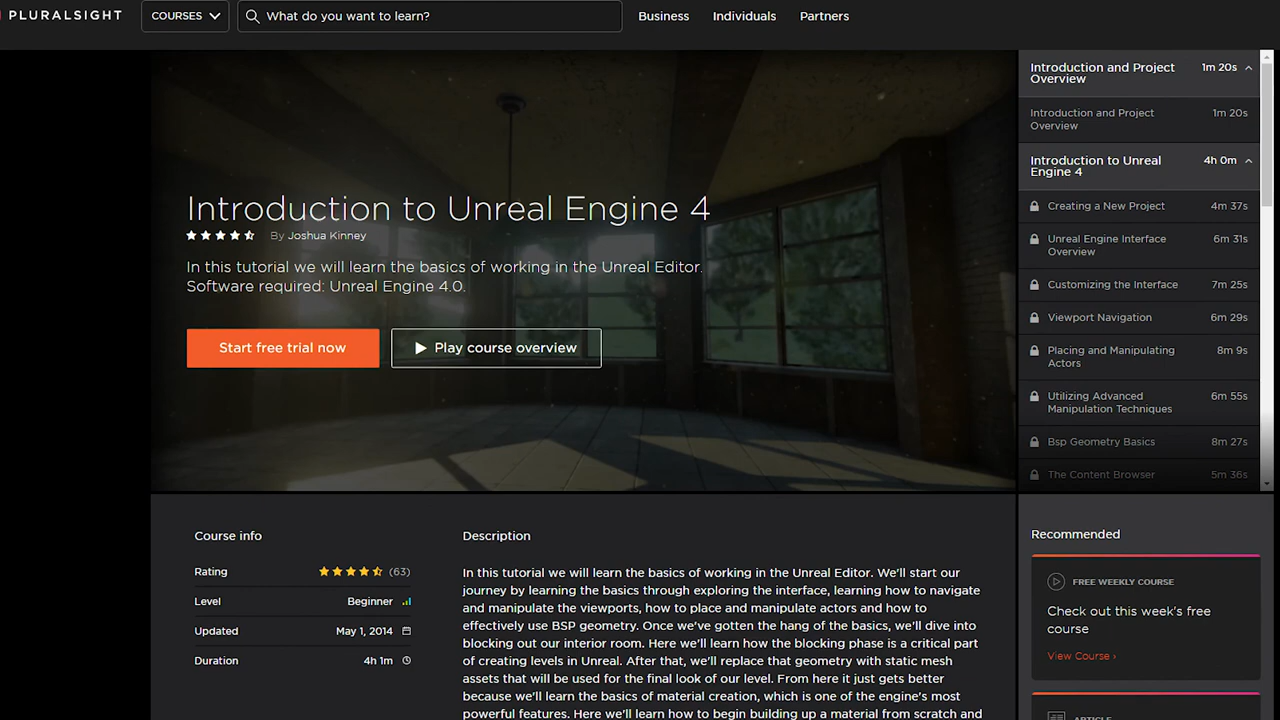 PLURALSIGHT
COURSES
What do you want to learn?
Business
Individuals
Partners
Introduction to Unreal Engine 4
By Joshua Kinney
In this tutorial we will learn the basics of working in the Unreal Editor.
Software required: Unreal Engine 4.0.
Start free trial now
Play course overview
Introduction and Project
Overview
1m 20s
Introduction and Project
Overview
1m 20s
Introduction to Unreal
Engine 4
4h 0m
Creating a New Project
4m 37s
Unreal Engine Interface
Overview
6m 31s
Customizing the Interface
7m 25s
Viewport Navigation
6m 29s
Placing and Manipulating
Actors
8m 9s
Utilizing Advanced
Manipulation Techniques
6m 55s
Bsp Geometry Basics
8m 27s
The Content Browser
5m 36s
Course info
Rating
(63)
Level
Beginner
Updated
May 1, 2014
Duration
4h 1m
Description
In this tutorial we will learn the basics of working in the Unreal Editor. We'll start our
journey by learning the basics through exploring the interface, learning how to navigate
and manipulate the viewports, how to place and manipulate actors and how to
effectively use BSP geometry. Once we've gotten the hang of the basics, we'll dive into
blocking out our interior room. Here we'll learn how the blocking phase is a critical part
of creating levels in Unreal. After that, we'll replace that geometry with static mesh
assets that will be used for the final look of our level. From here it just gets better
because we'll learn the basics of material creation, which is one of the engine's most
powerful features. Here we'll learn how to begin building up a material from scratch and
Recommended
FREE WEEKLY COURSE
Check out this week's free
course
View Course ›
ARTICLE